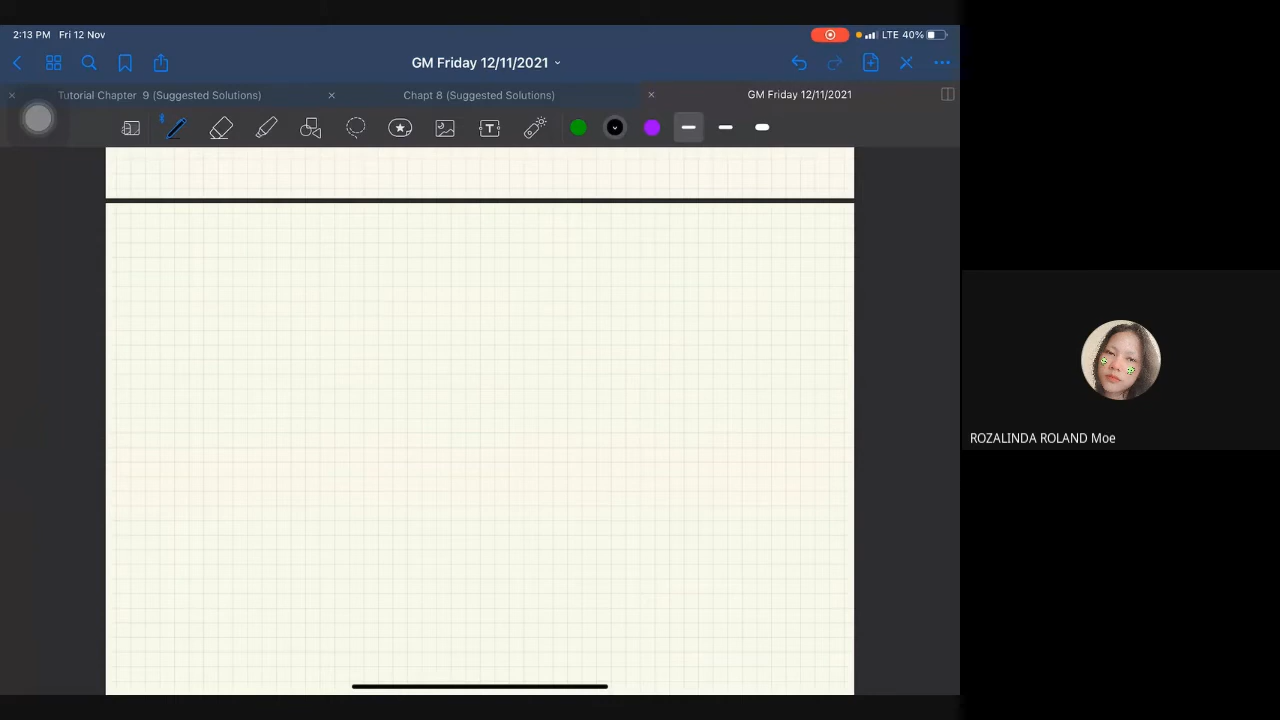 2:13 PM Fri 12 Nov
LTE 40%
GM Friday 12/11/2021
Tutorial Chapter 9 (Suggested Solutions)
Chapt 8 (Suggested Solutions)
GM Friday 12/11/2021
ROZALINDA ROLAND Moe